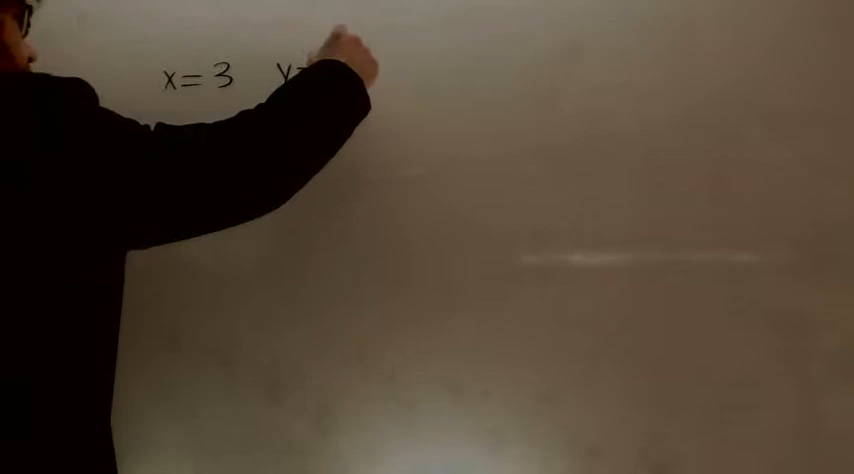 x = 3 y=